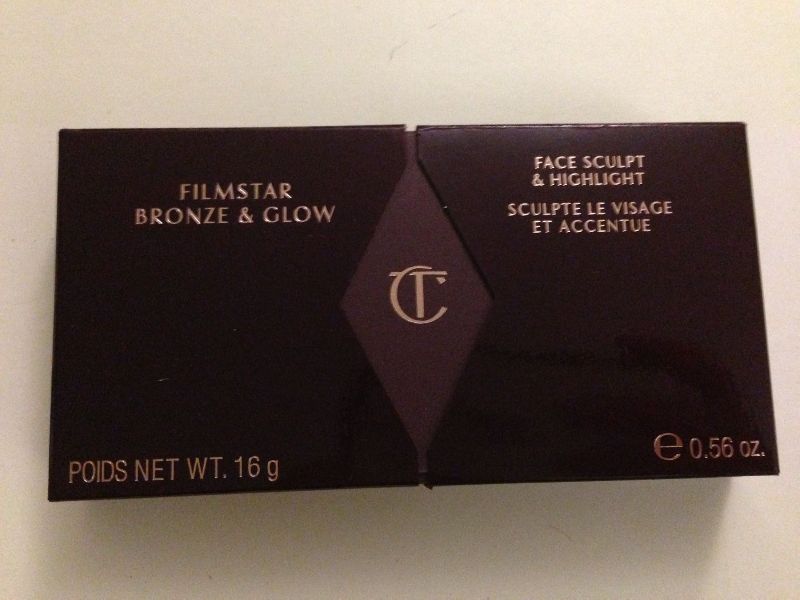 FILMSTAR
BRONZE & GLOW
FACE SCULPT
& HIGHLIGHT
SCULPTE LE VISAGE
ET ACCENTUE
CT
POIDS NET WT. 16 g
℮ 0.56 oz.